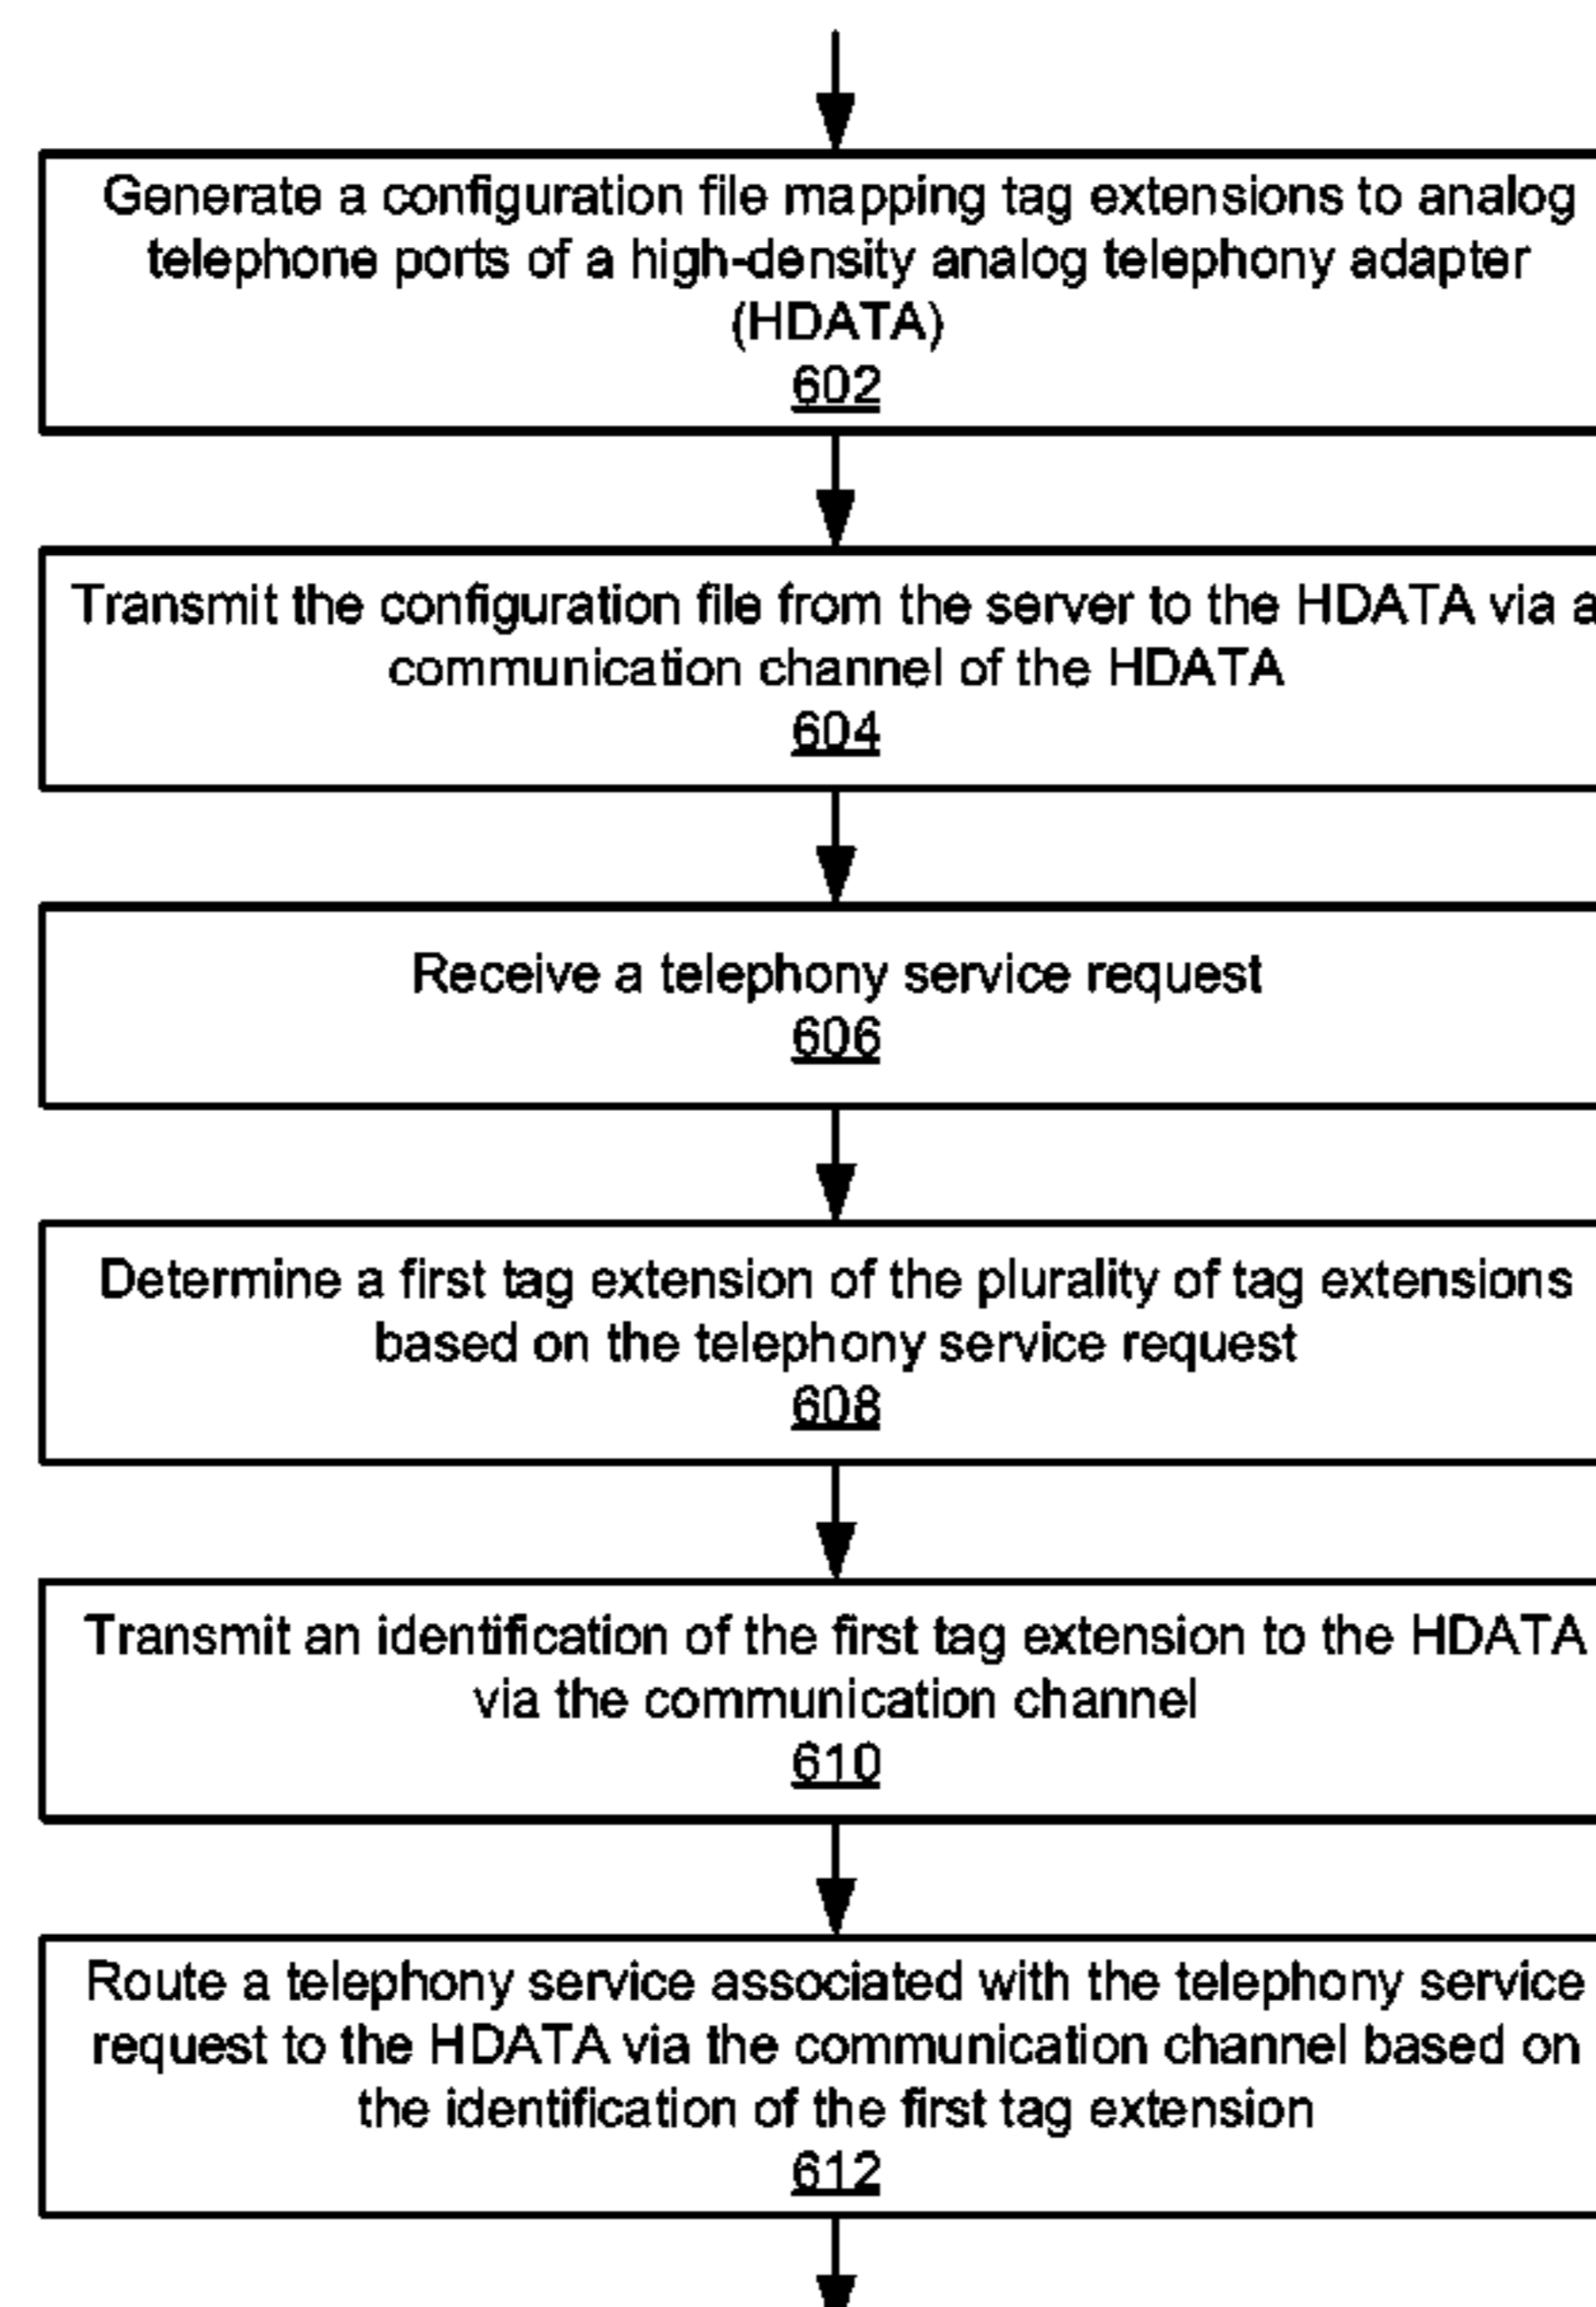 Generate a configuration file mapping tag extensions to analog
telephone ports of a high-density analog telephony adapter
(HDATA)
602
Transmit the configuration file from the server to the HDATA via a
communication channel of the HDATA
604
Receive a telephony service request
606
Determine a first tag extension of the plurality of tag extensions
based on the telephony service request
608
Transmit an identification of the first tag extension to the HDATA
via the communication channel
610
Route a telephony service associated with the telephony service
request to the HDATA via the communication channel based on
the identification of the first tag extension
612